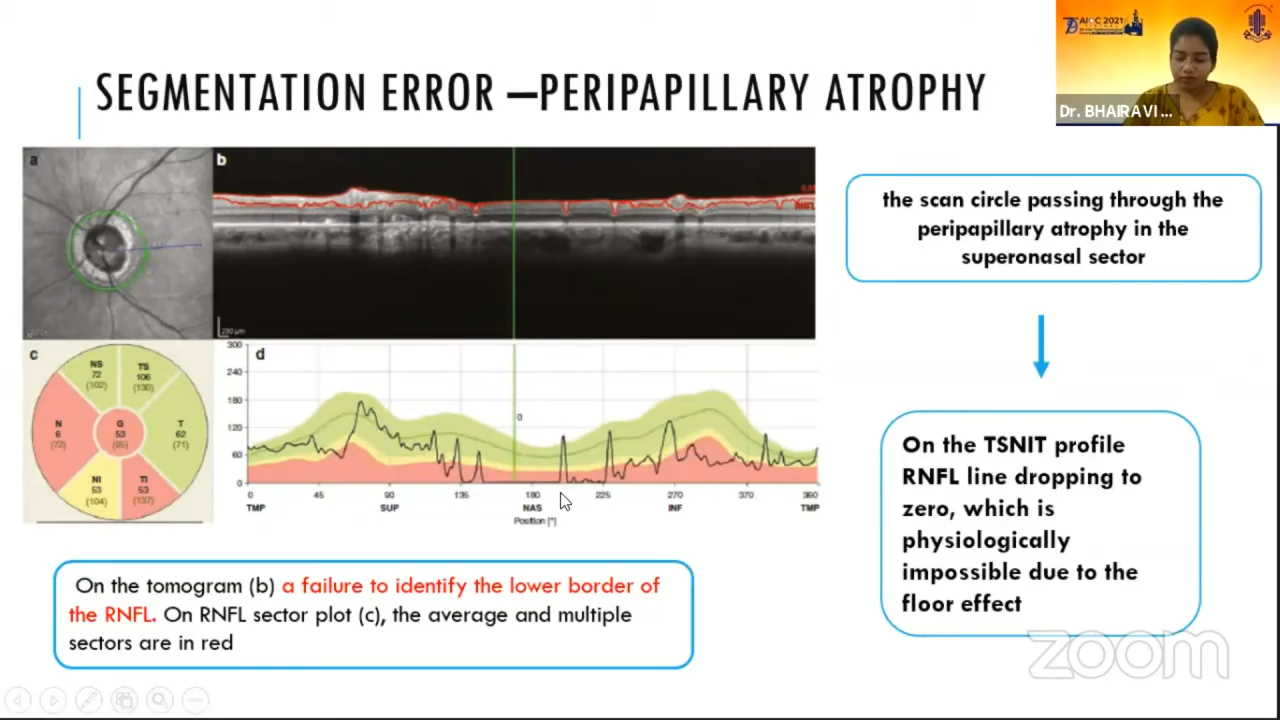 AIOC 2021
Dr. BHAIRAVI ...
SEGMENTATION ERROR –PERIPAPILLARY ATROPHY
a
b
200 µm
the scan circle passing through the
peripapillary atrophy in the
superonasal sector
c
NS
72
(102)
TS
106
(130)
N
6
(72)
G
53
T
62
(71)
NI
53
(104)
TI
53
(137)
d
300
240
180
120
60
0
0
45
90
135
180
225
270
370
360
TMP
SUP
NAS
INF
TMP
Position [°]
On the TSNIT profile
RNFL line dropping to
zero, which is
physiologically
impossible due to the
floor effect
On the tomogram (b) a failure to identify the lower border of
the RNFL. On RNFL sector plot (c), the average and multiple
sectors are in red
zoom